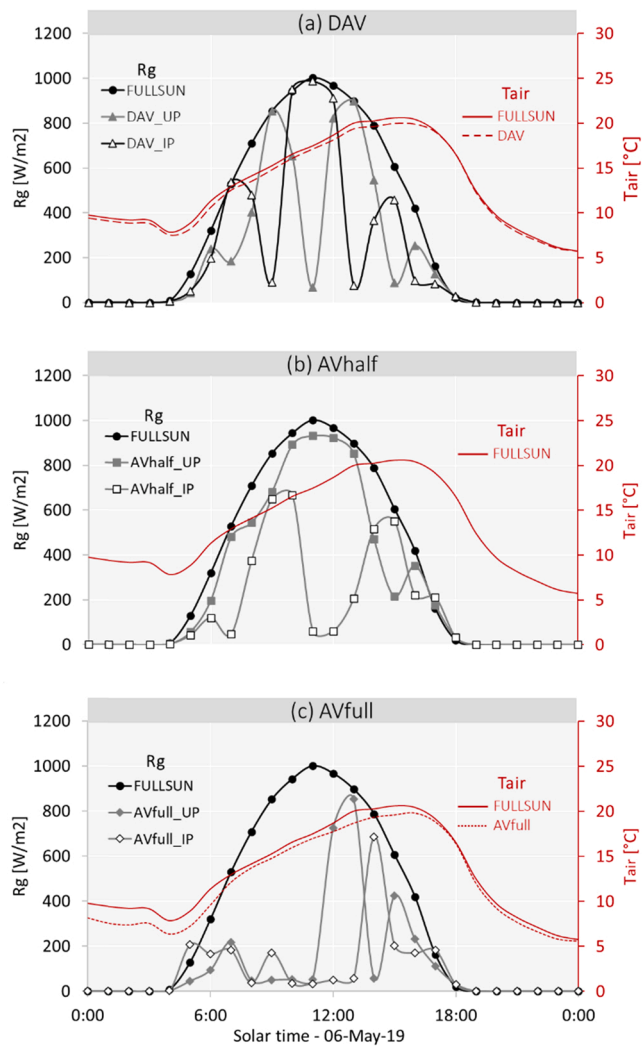 (a) DAV
1200
1000
800
600
400
200
0
Rg [W/m2]
Rg
FULLSUN
DAV_UP
DAV_IP
Tair
FULLSUN
DAV
30
25
20
15
10
5
0
Tair [°C]
(b) AVhalf
1200
1000
800
600
400
200
0
Rg [W/m2]
Rg
FULLSUN
AVhalf_UP
AVhalf_IP
Tair
FULLSUN
30
25
20
15
10
5
0
Tair [°C]
(c) AVfull
1200
1000
800
600
400
200
0
Rg [W/m2]
Rg
FULLSUN
AVfull_UP
AVfull_IP
Tair
FULLSUN
AVfull
30
25
20
15
10
5
0
Tair [°C]
0:00 6:00 12:00 18:00 0:00
Solar time - 06-May-19